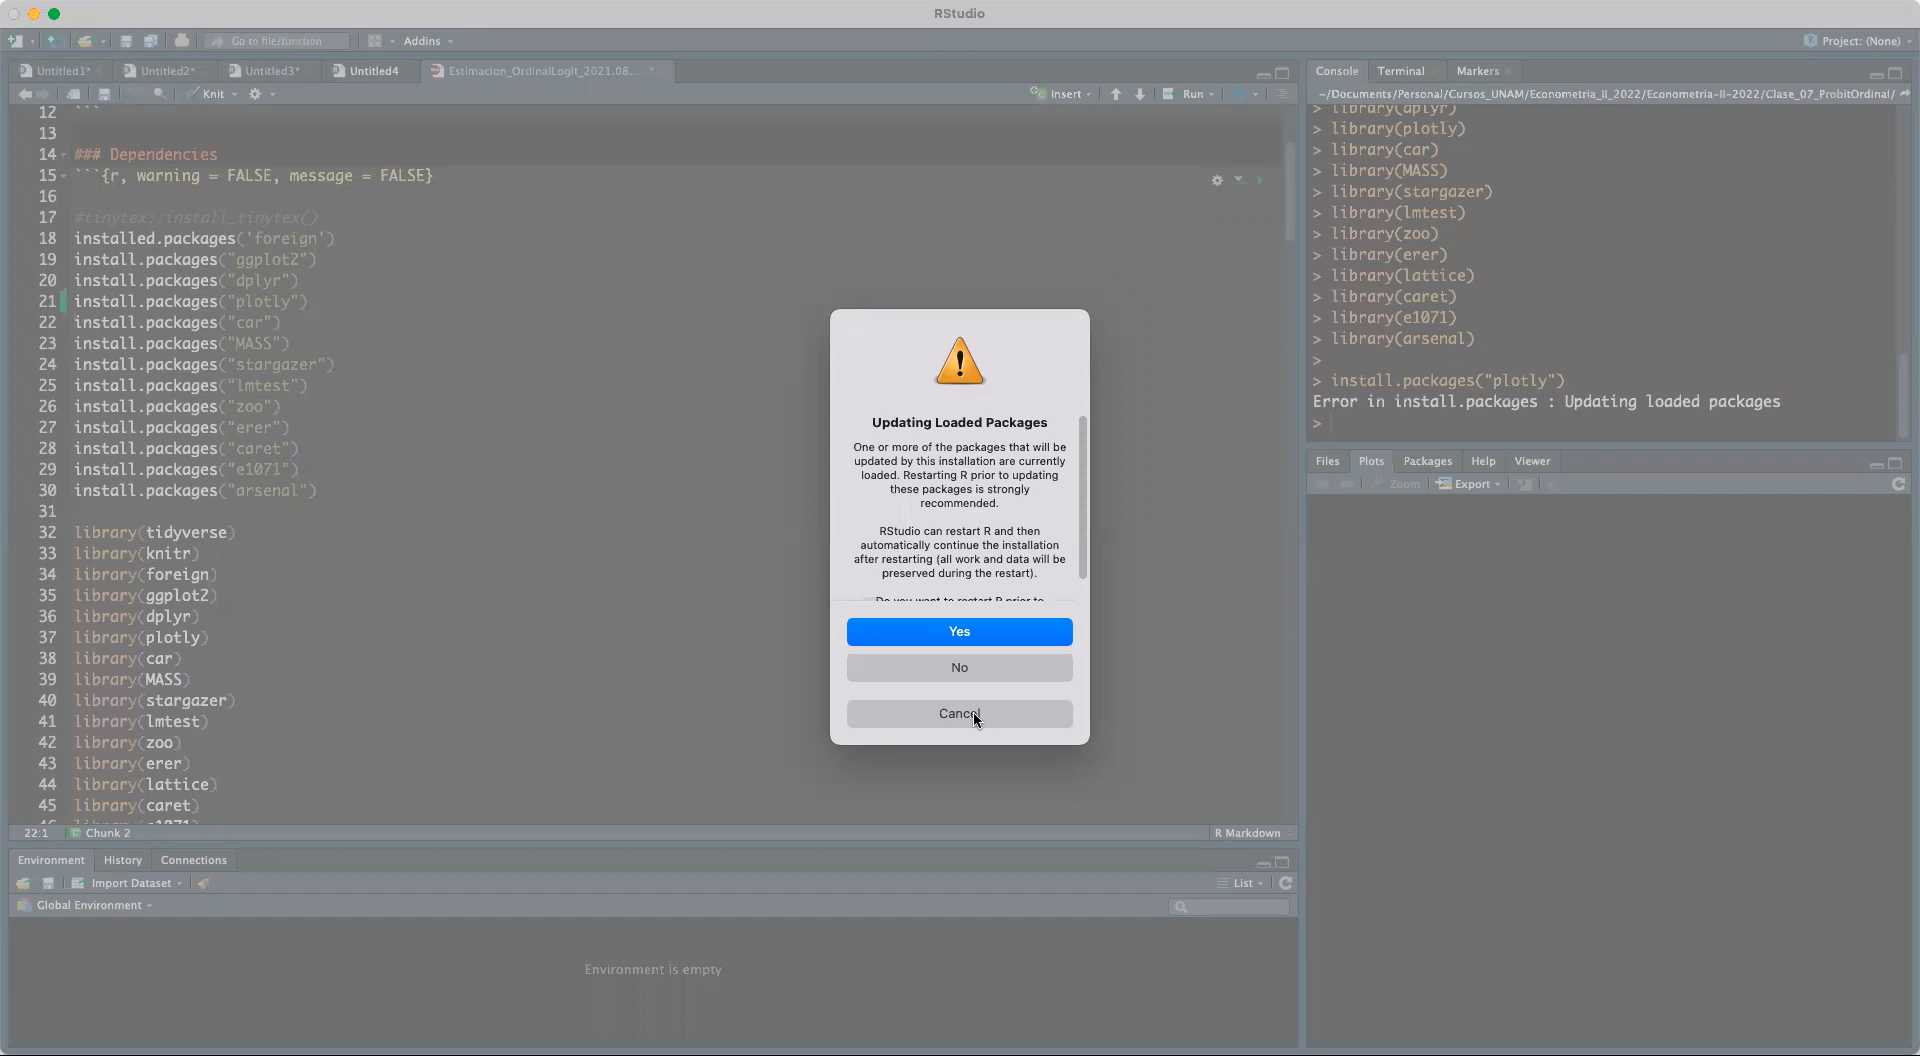 RStudio
Go to file/function
Addins
Project: (None)
Untitled1*
Untitled2*
Untitled3*
Untitled4
Estimacion_OrdinalLogit_2021.08.... *
Knit
Insert
Run
12 ```
13
14 ### Dependencies
15 ```{r, warning = FALSE, message = FALSE}
16
17 #tinytex::install_tinytex()
18 installed.packages('foreign')
19 install.packages("ggplot2")
20 install.packages("dplyr")
21 install.packages("plotly")
22 install.packages("car")
23 install.packages("MASS")
24 install.packages("stargazer")
25 install.packages("lmtest")
26 install.packages("zoo")
27 install.packages("erer")
28 install.packages("caret")
29 install.packages("e1071")
30 install.packages("arsenal")
31
32 library(tidyverse)
33 library(knitr)
34 library(foreign)
35 library(ggplot2)
36 library(dplyr)
37 library(plotly)
38 library(car)
39 library(MASS)
40 library(stargazer)
41 library(lmtest)
42 library(zoo)
43 library(erer)
44 library(lattice)
45 library(caret)
22:1
Chunk 2
R Markdown
Environment
History
Connections
Import Dataset
List
Global Environment
Environment is empty
Updating Loaded Packages
One or more of the packages that will be
updated by this installation are currently
loaded. Restarting R prior to updating
these packages is strongly
recommended.
RStudio can restart R and then
automatically continue the installation
after restarting (all work and data will be
preserved during the restart).
Do you want to restart R prior to
Yes
No
Cancel
Console
Terminal
Markers
~/Documents/Personal/Cursos_UNAM/Econometria_II_2022/Econometria-II-2022/Clase_07_ProbitOrdinal/
> library(dplyr)
> library(plotly)
> library(car)
> library(MASS)
> library(stargazer)
> library(lmtest)
> library(zoo)
> library(erer)
> library(lattice)
> library(caret)
> library(e1071)
> library(arsenal)
>
> install.packages("plotly")
Error in install.packages : Updating loaded packages
>
Files
Plots
Packages
Help
Viewer
Zoom
Export